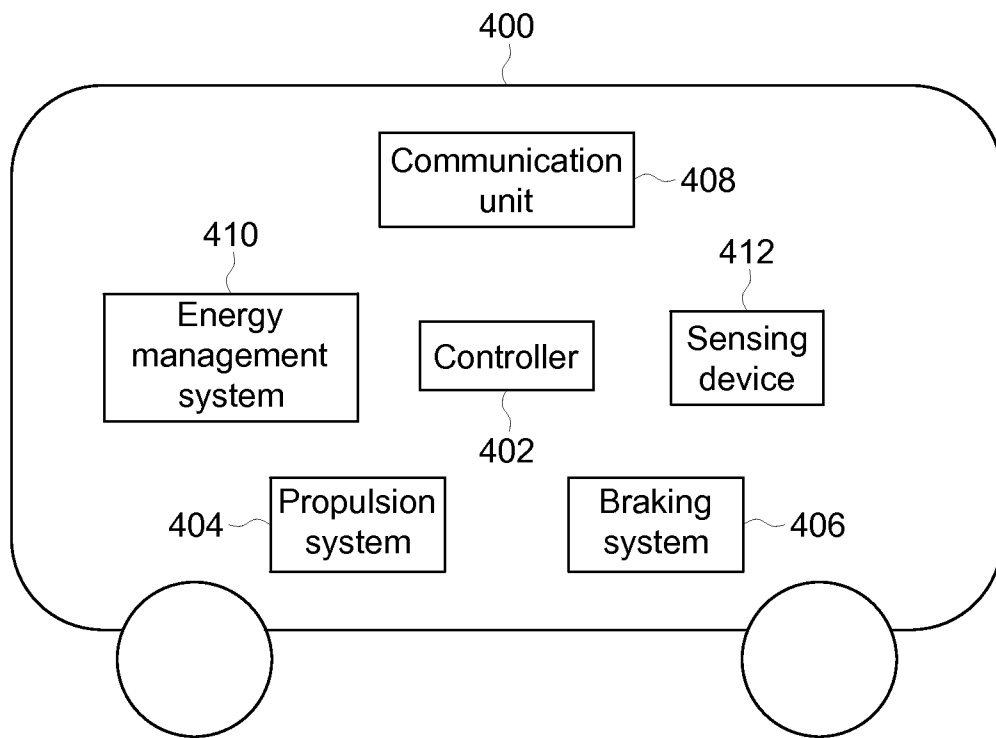 400
Communication
unit
408
410
Energy
management
system
Controller
402
412
Sensing
device
404
Propulsion
system
Braking
system
406